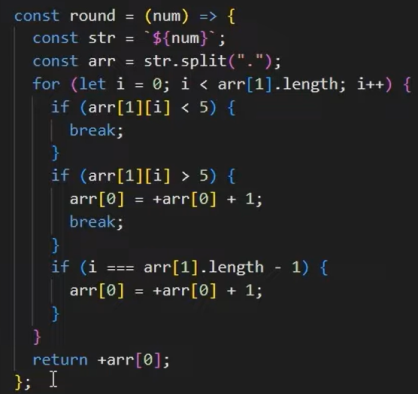 const round = (num) => {
  const str = `${num}`;
  const arr = str.split(".");
  for (let i = 0; i < arr[1].length; i++) {
    if (arr[1][i] < 5) {
      break;
    }
    if (arr[1][i] > 5) {
      arr[0] = +arr[0] + 1;
      break;
    }
    if (i === arr[1].length - 1) {
      arr[0] = +arr[0] + 1;
    }
  }
  return +arr[0];
};